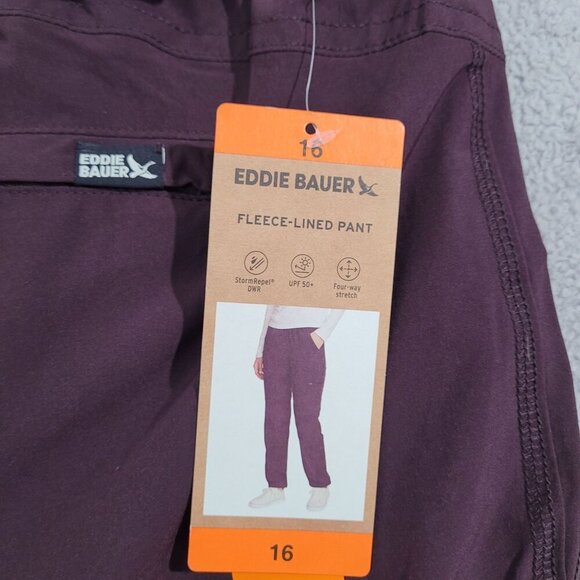 16
EDDIE
BAUER
EDDIE BAUER
FLEECE-LINED PANT
StormRepel®
DWR
UPF 50+
Four-way
stretch
16